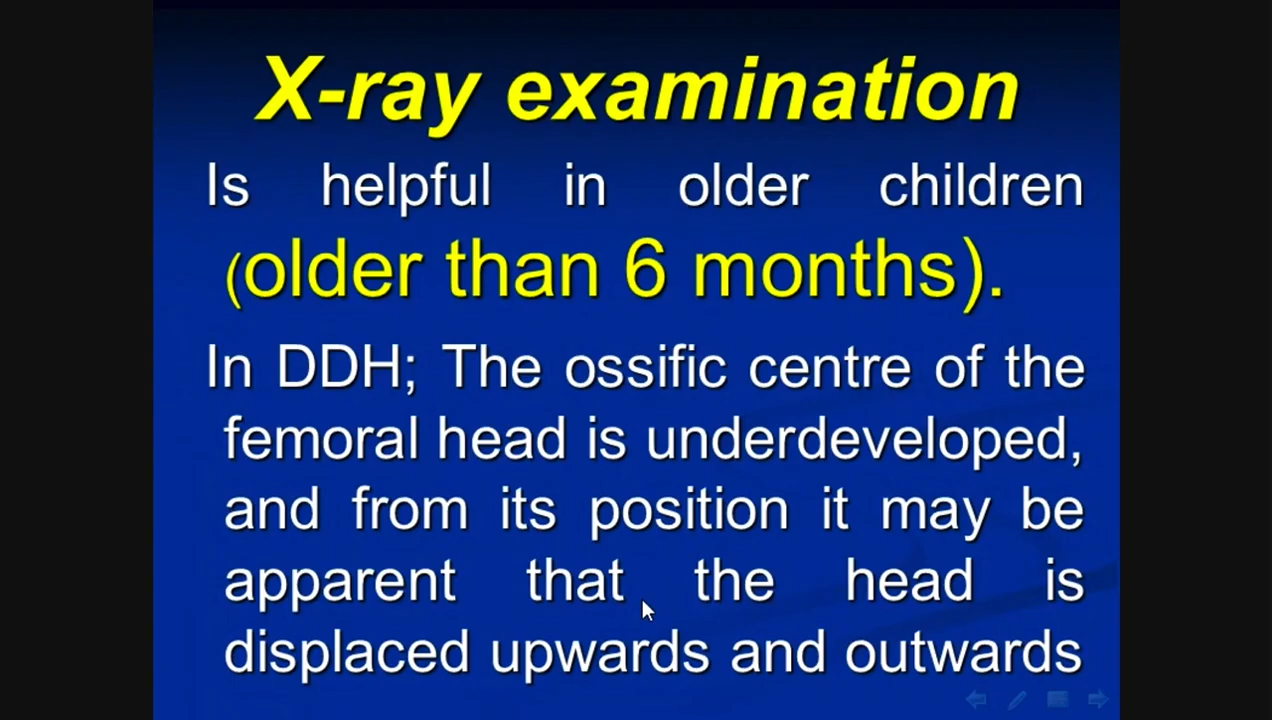 X-ray examination
Is helpful in older children
(older than 6 months).
In DDH; The ossific centre of the
femoral head is underdeveloped,
and from its position it may be
apparent that the head is
displaced upwards and outwards